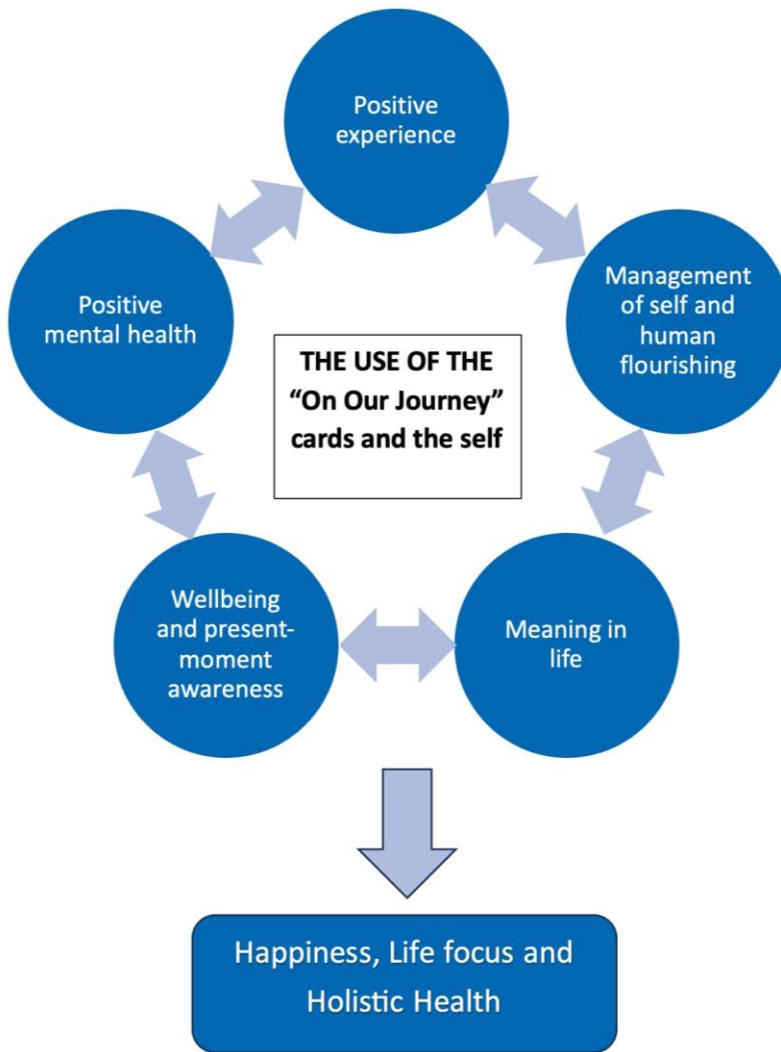 Positive
experience
Positive
mental health
Management
of self and
human
flourishing
THE USE OF THE
“On Our Journey”
cards and the self
Wellbeing
and present-
moment
awareness
Meaning in
life
Happiness, Life focus and
Holistic Health